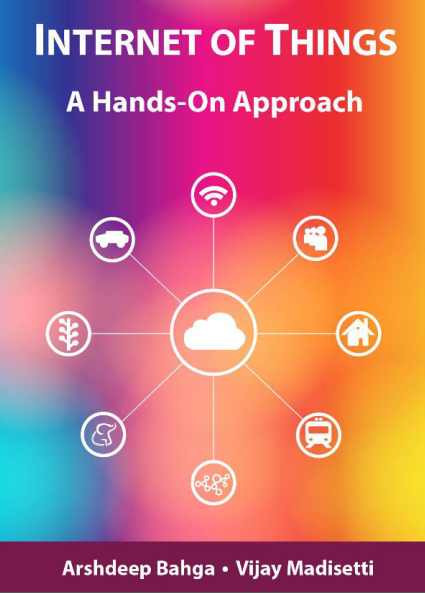 INTERNET OF THINGS
A Hands-On Approach
Arshdeep Bahga • Vijay Madisetti